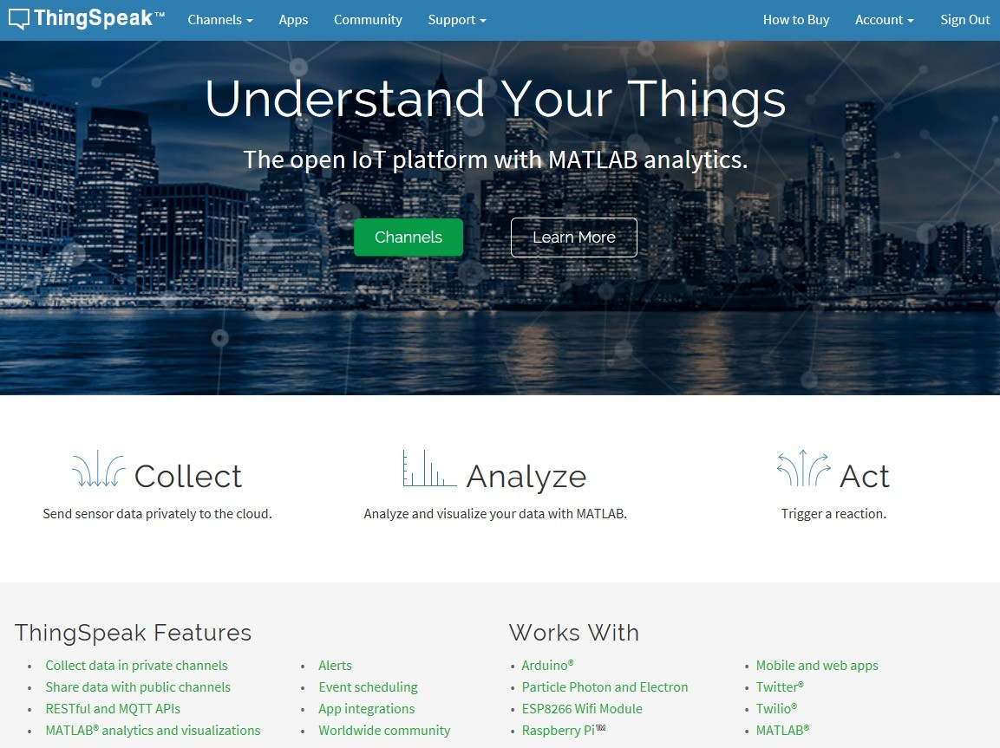 ThingSpeak™ Channels Apps Community Support How to Buy Account Sign Out
Understand Your Things
The open IoT platform with MATLAB analytics.
Channels Learn More
Collect Analyze Act
Send sensor data privately to the cloud. Analyze and visualize your data with MATLAB. Trigger a reaction.
ThingSpeak Features
• Collect data in private channels
• Share data with public channels
• RESTful and MQTT APIs
• MATLAB® analytics and visualizations
• Alerts
• Event scheduling
• App integrations
• Worldwide community
Works With
• Arduino®
• Particle Photon and Electron
• ESP8266 Wifi Module
• Raspberry Pi™
• Mobile and web apps
• Twitter®
• Twilio®
• MATLAB®